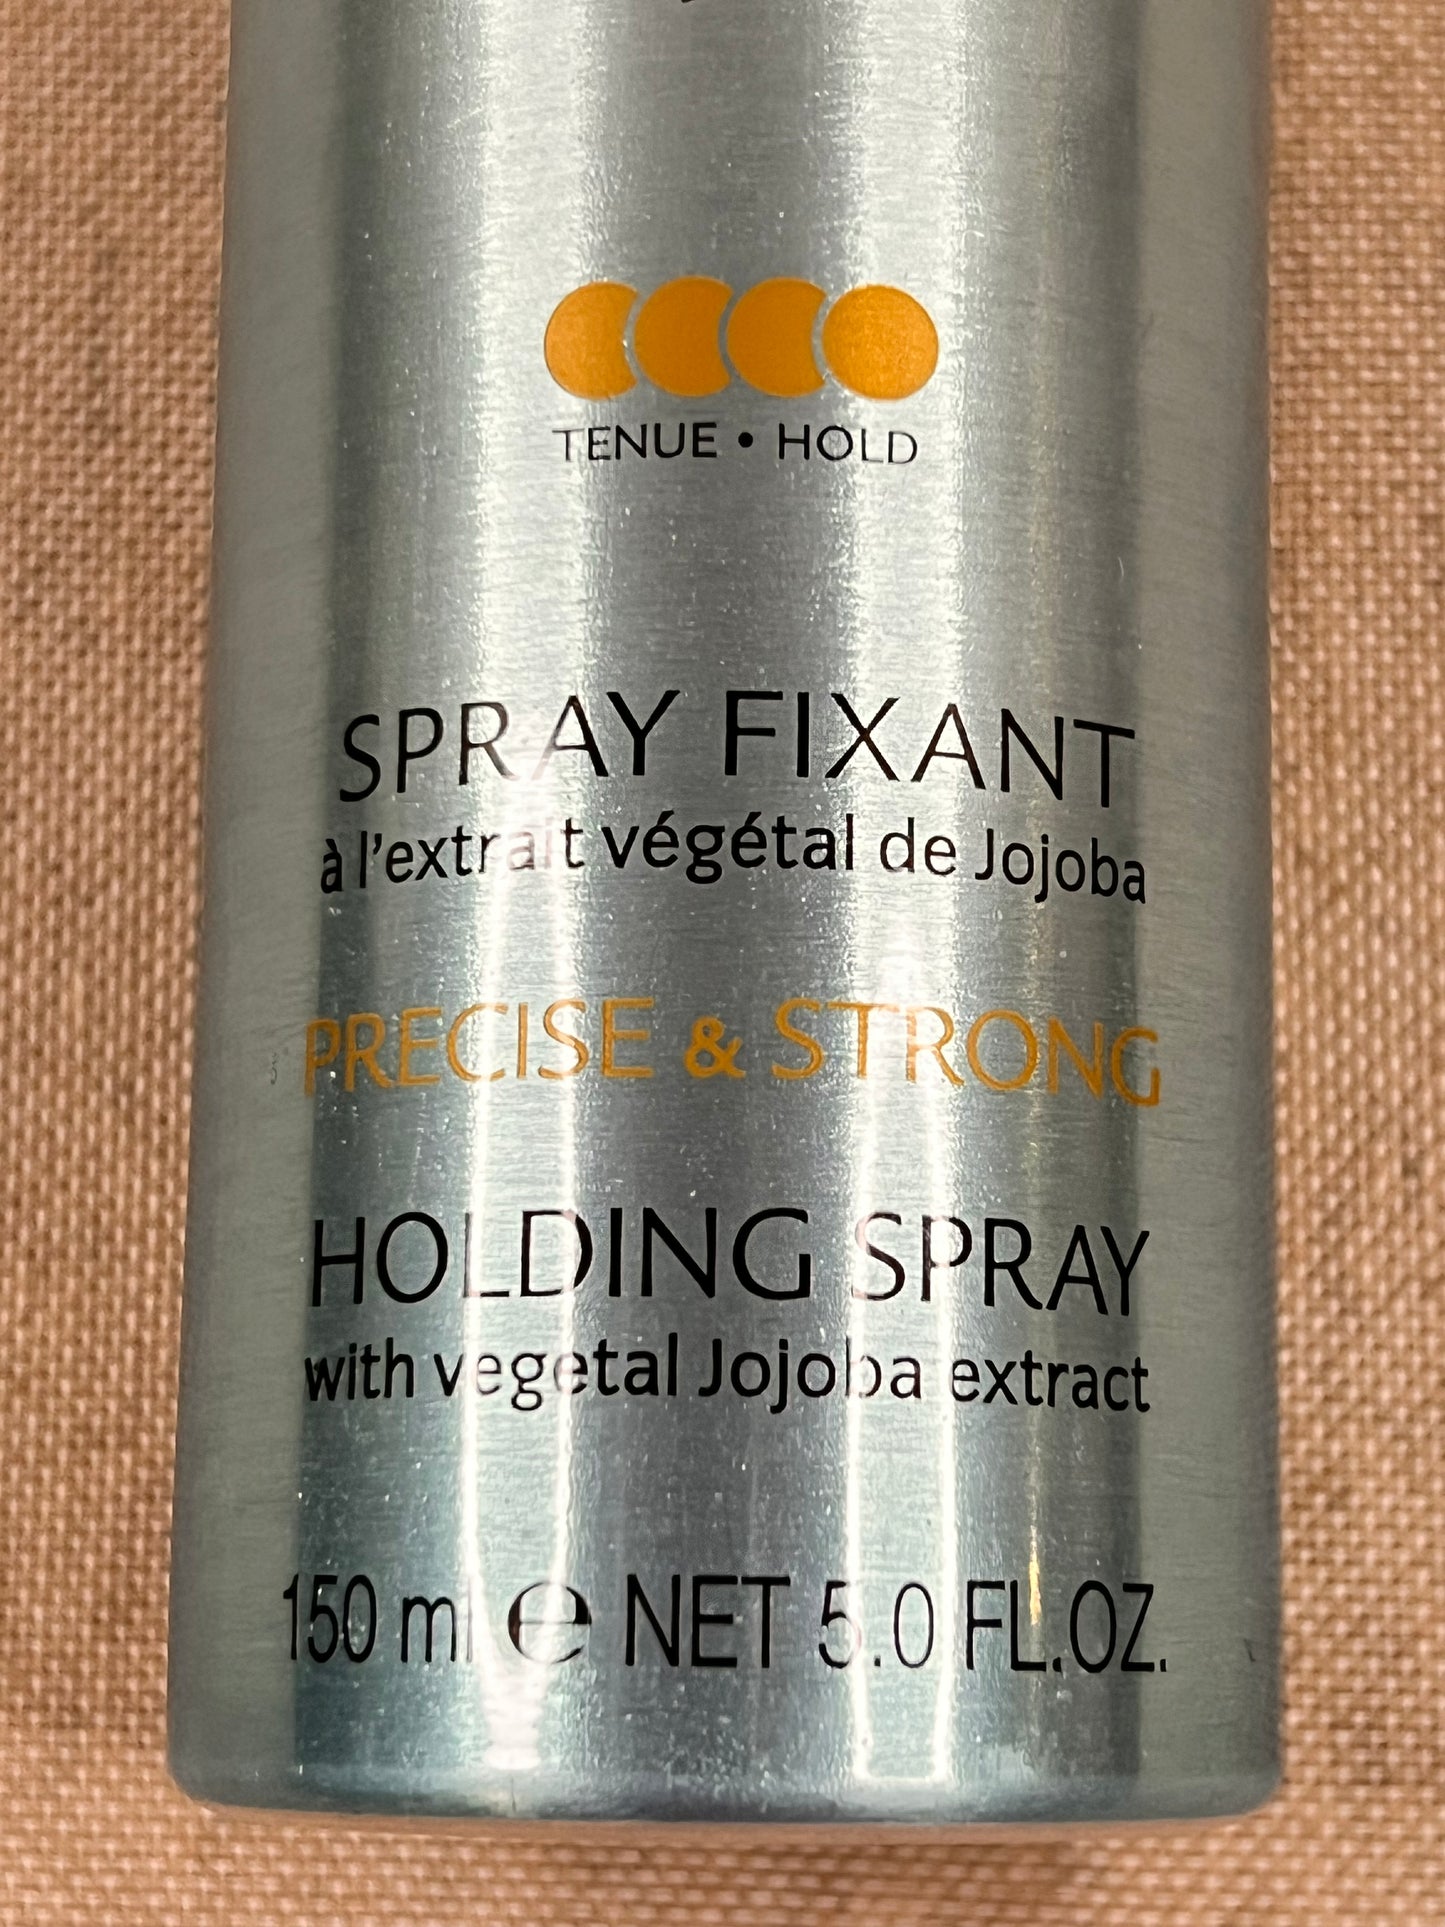 TENUE • HOLD
SPRAY FIXANT
à l'extrait végétal de Jojoba
PRECISE & STRONG
HOLDING SPRAY
with vegetal Jojoba extract
150 ml ℮ NET 5.0 FL.OZ.